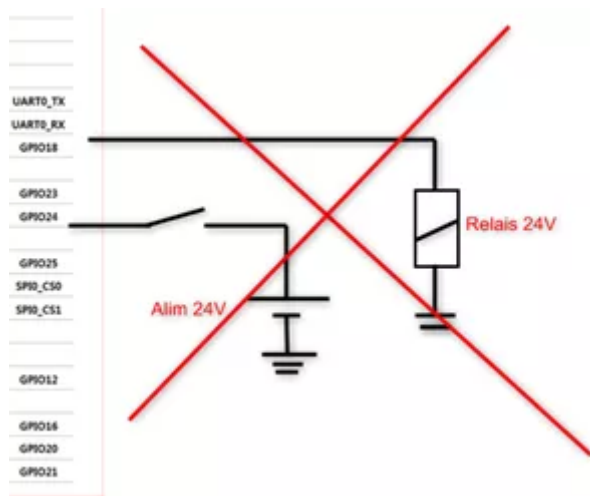 UART0_TX
UART0_RX
GPIO18
GPIO23
GPIO24
Relais 24V
GPIO25
SPI0_CS0
SPI0_CS1
Alim 24V
GPIO12
GPIO16
GPIO20
GPIO21